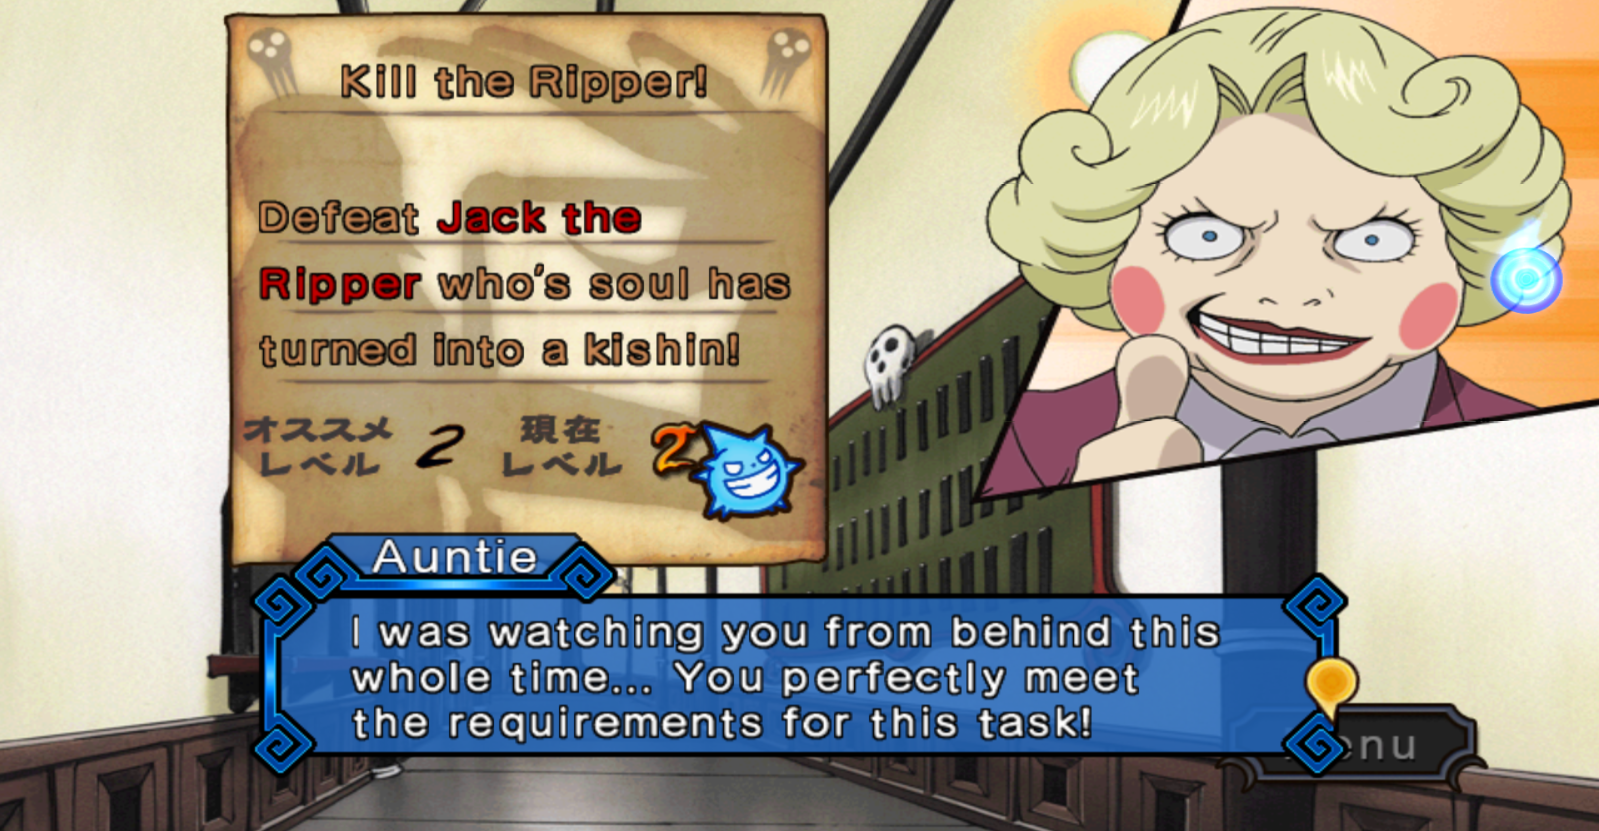 Kill the Ripper!
Defeat Jack the
Ripper who's soul has
turned into a kishin!
オススメ
レベル 2
現在
レベル 2
Auntie
I was watching you from behind this
whole time... You perfectly meet
the requirements for this task!
enu